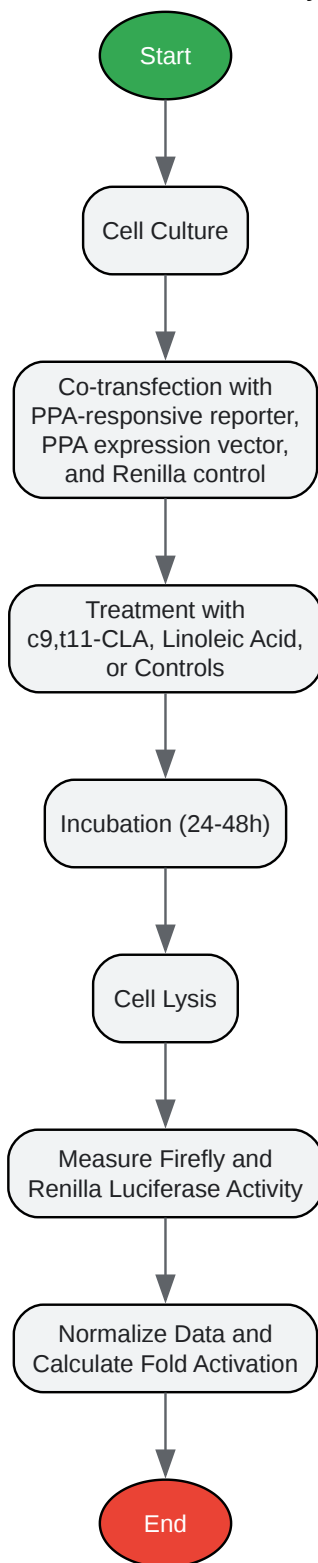 Start
Cell Culture
Co-transfection with
PPA-responsive reporter,
PPA expression vector,
and Renilla control
Treatment with
c9,t11-CLA, Linoleic Acid,
or Controls
Incubation (24-48h)
Cell Lysis
Measure Firefly and
Renilla Luciferase Activity
Normalize Data and
Calculate Fold Activation
End